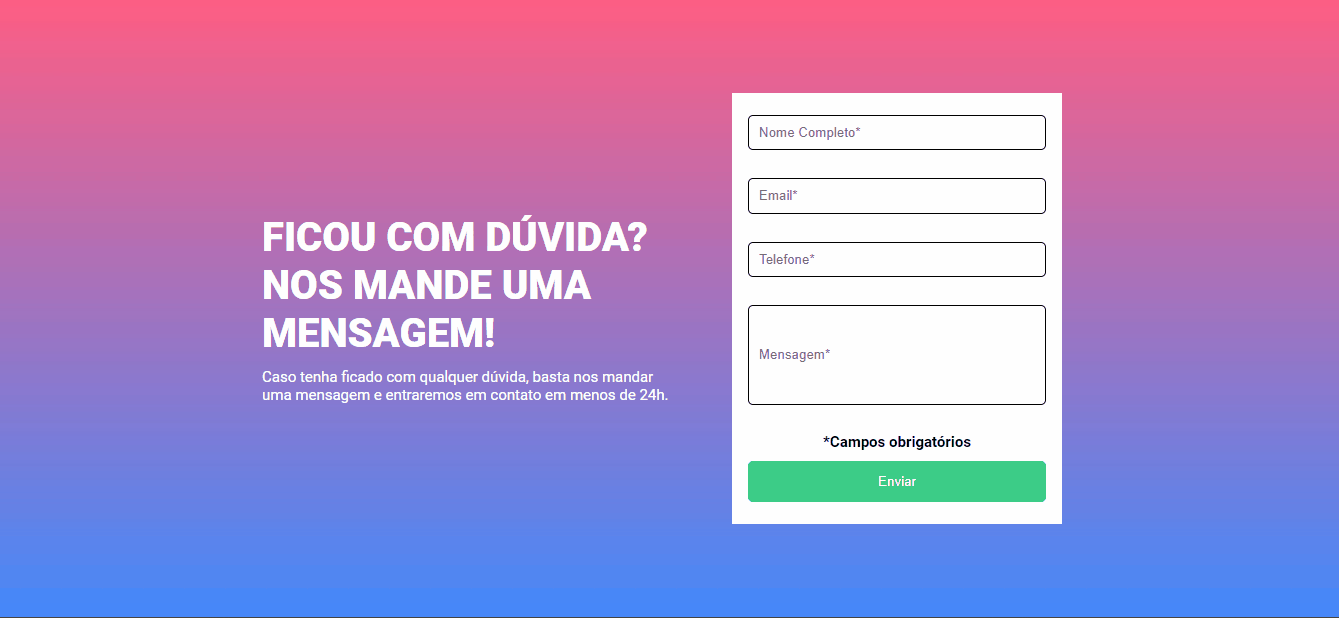 FICOU COM DÚVIDA?
NOS MANDE UMA
MENSAGEM!
Caso tenha ficado com qualquer dúvida, basta nos mandar
uma mensagem e entraremos em contato em menos de 24h.
Nome Completo*
Email*
Telefone*
Mensagem*
*Campos obrigatórios
Enviar